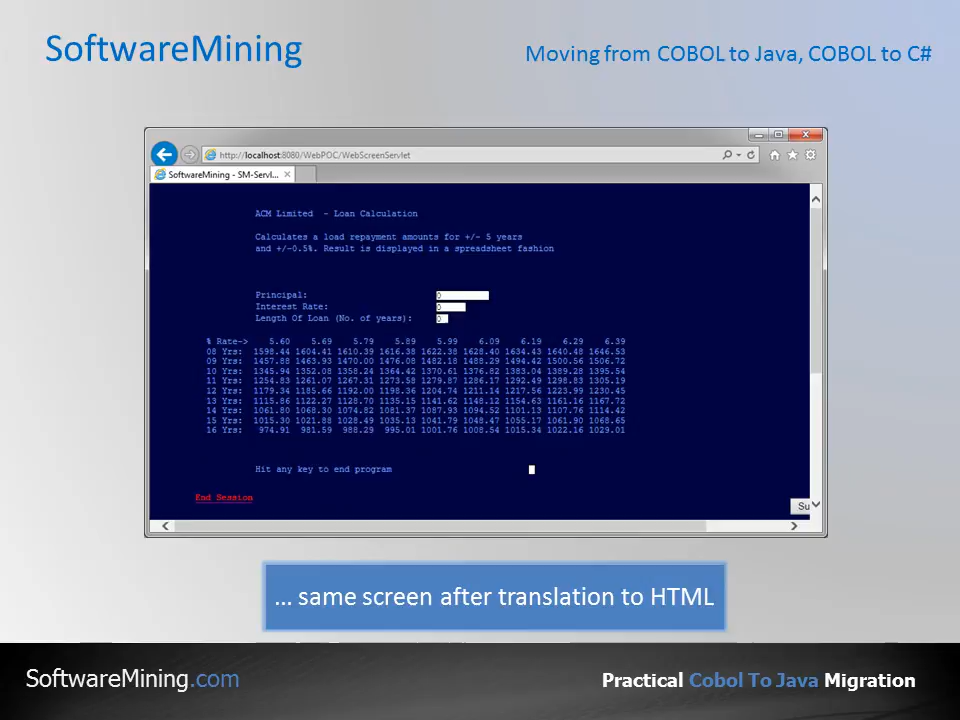 SoftwareMining
Moving from COBOL to Java, COBOL to C#
http://localhost:8080/WebPOC/WebScreenServlet
SoftwareMining - SM-Servl...
ACM Limited - Loan Calculation
Calculates a load repayment amounts for +/- 5 years
and +/-0.5%. Result is displayed in a spreadsheet fashion
Principal: 0
Interest Rate: 0
Length Of Loan (No. of years): 0
% Rate-> 5.60 5.69 5.79 5.89 5.99 6.09 6.19 6.29 6.39
08 Yrs: 1598.44 1604.41 1610.39 1616.38 1622.38 1628.40 1634.43 1640.48 1646.53
09 Yrs: 1457.88 1463.93 1470.00 1476.08 1482.18 1488.29 1494.42 1500.56 1506.72
10 Yrs: 1345.94 1352.08 1358.24 1364.42 1370.61 1376.82 1383.04 1389.28 1395.54
11 Yrs: 1254.83 1261.07 1267.31 1273.58 1279.87 1286.17 1292.49 1298.83 1305.19
12 Yrs: 1179.34 1185.66 1192.00 1198.36 1204.74 1211.14 1217.56 1223.99 1230.45
13 Yrs: 1115.86 1122.27 1128.70 1135.15 1141.62 1148.12 1154.63 1161.16 1167.72
14 Yrs: 1061.80 1068.30 1074.82 1081.37 1087.93 1094.52 1101.13 1107.76 1114.42
15 Yrs: 1015.30 1021.88 1028.49 1035.13 1041.79 1048.47 1055.17 1061.90 1068.65
16 Yrs: 974.91 981.59 988.29 995.01 1001.76 1008.54 1015.34 1022.16 1029.01
Hit any key to end program
End Session
Su
... same screen after translation to HTML
SoftwareMining.com
Practical Cobol To Java Migration